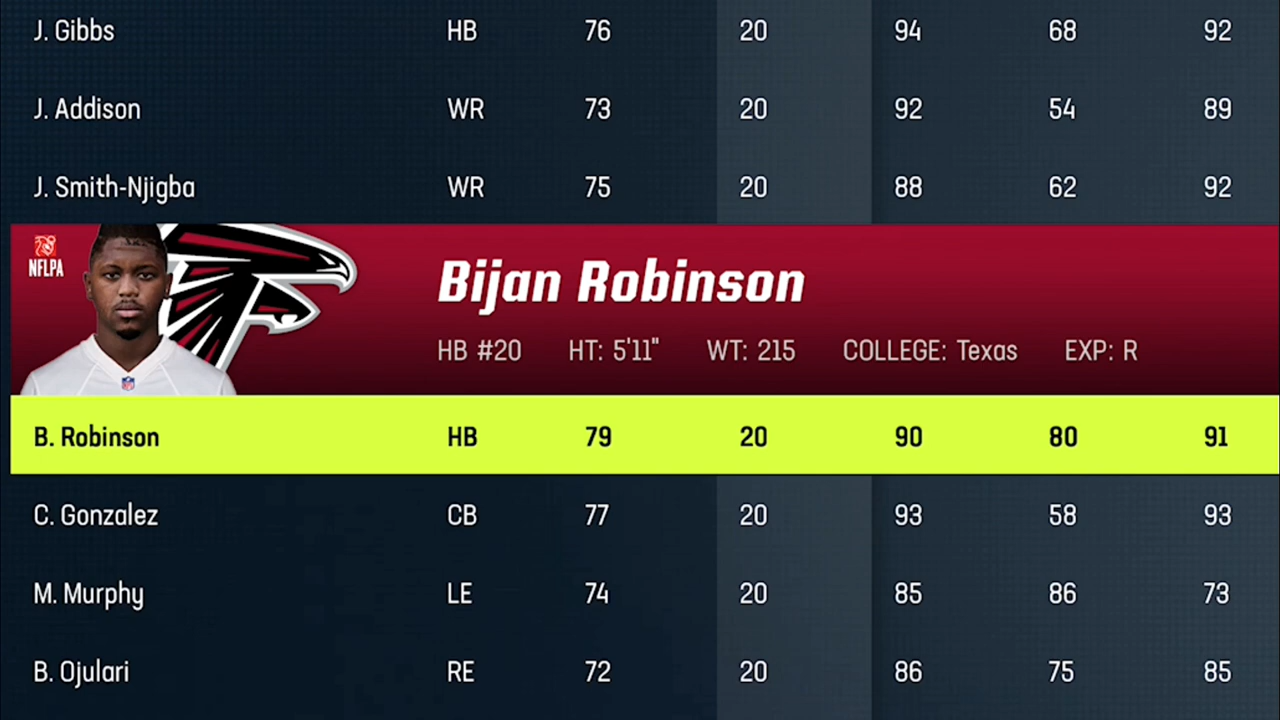 J. Gibbs HB 76 20 94 68 92
J. Addison WR 73 20 92 54 89
J. Smith-Njigba WR 75 20 88 62 92
NFLPA
Bijan Robinson
HB #20 HT: 5'11" WT: 215 COLLEGE: Texas EXP: R
B. Robinson HB 79 20 90 80 91
C. Gonzalez CB 77 20 93 58 93
M. Murphy LE 74 20 85 86 73
B. Ojulari RE 72 20 86 75 85